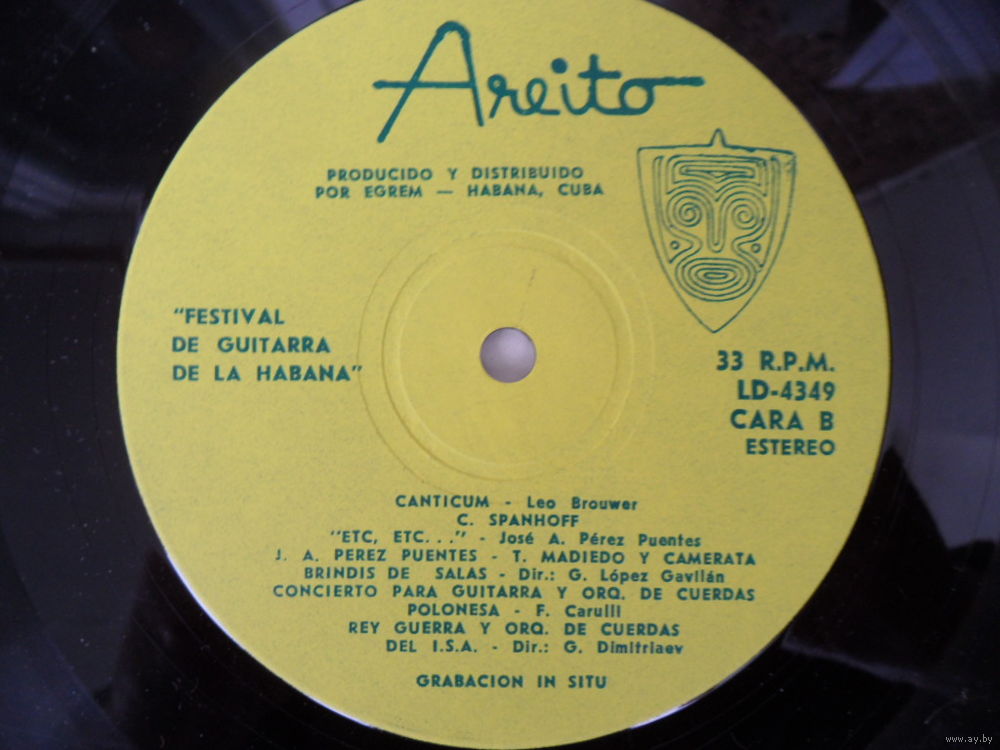 Areito
PRODUCIDO Y DISTRIBUIDO
POR EGREM — HABANA, CUBA
"FESTIVAL
DE GUITARRA
DE LA HABANA"
33 R.P.M.
LD-4349
CARA B
ESTEREO
CANTICUM - Leo Brouwer
C. SPANHOFF
"ETC, ETC..." - José A. Pérez Puentes
J. A. PEREZ PUENTES - T. MADIEDO Y CAMERATA
BRINDIS DE SALAS - Dir.: G. López Gavilán
CONCIERTO PARA GUITARRA Y ORQ. DE CUERDAS
POLONESA - F. Carulli
REY GUERRA Y ORQ. DE CUERDAS
DEL I.S.A. - Dir.: G. Dimitriaev
GRABACION IN SITU
www.ay.by